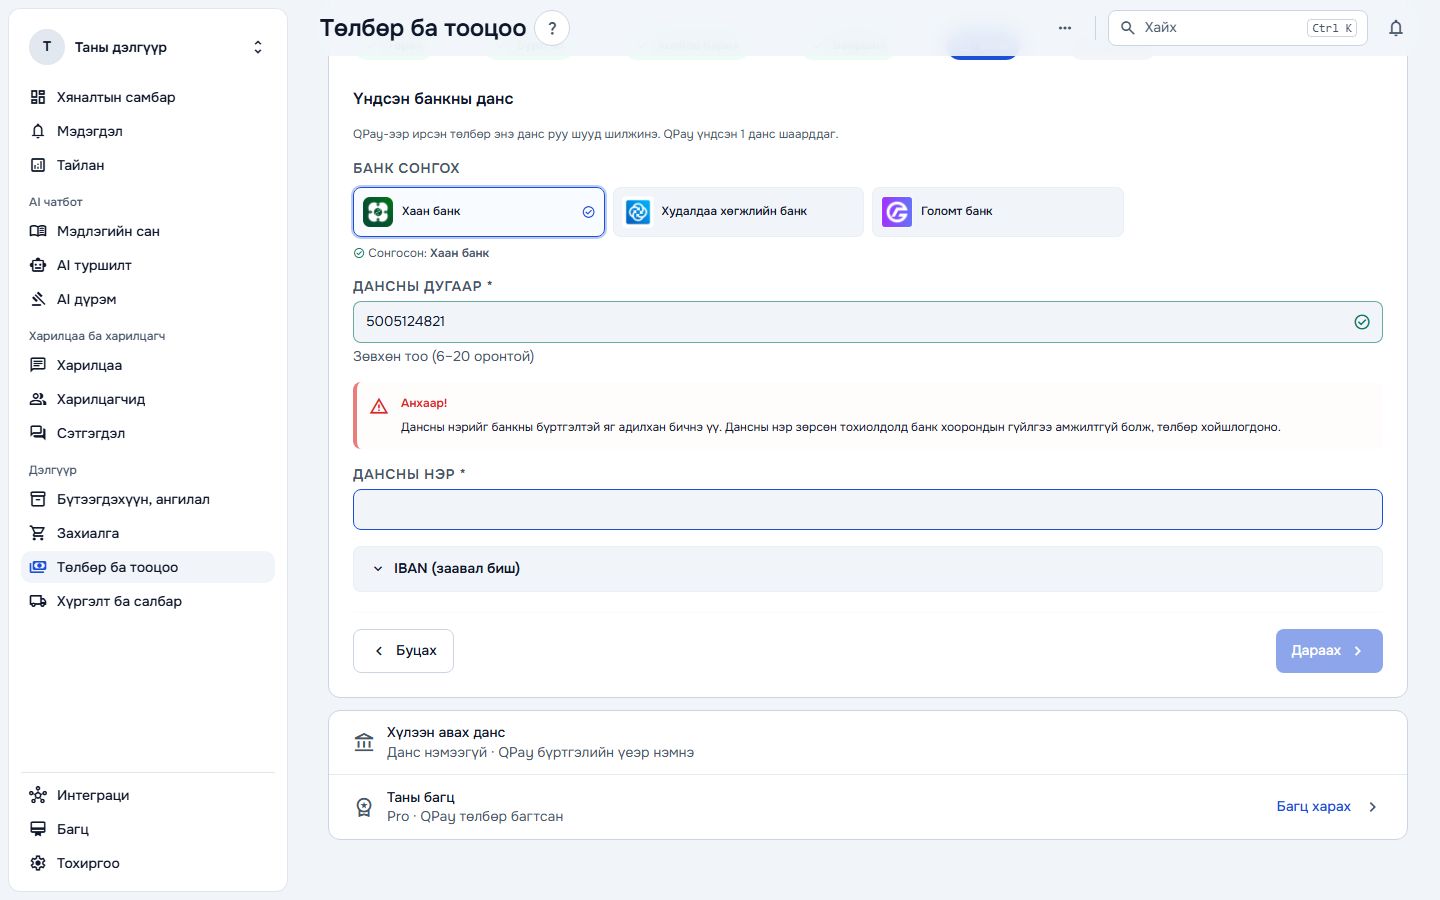 Т
Таны дэлгүүр
Хяналтын самбар
Мэдэгдэл
Тайлан
AI чатбот
Мэдлэгийн сан
AI туршилт
AI дүрэм
Харилцаа ба харилцагч
Харилцаа
Харилцагчид
Сэтгэгдэл
Дэлгүүр
Бүтээгдэхүүн, ангилал
Захиалга
Төлбөр ба тооцоо
Хүргэлт ба салбар
Интеграци
Багц
Тохиргоо
Төлбөр ба тооцоо
?
Хайх
Ctrl K
Үндсэн банкны данс
QPay-ээр ирсэн төлбөр энэ данс руу шууд шилжинэ. QPay үндсэн 1 данс шаарддаг.
БАНК СОНГОХ
Хаан банк
Худалдаа хөгжлийн банк
Голомт банк
Сонгосон: Хаан банк
ДАНСНЫ ДУГААР *
5005124821
Зөвхөн тоо (6–20 оронтой)
Анхаар!
Дансны нэрийг банкны бүртгэлтэй яг адилхан бичнэ үү. Дансны нэр зөрсөн тохиолдолд банк хоорондын гүйлгээ амжилтгүй болж, төлбөр хойшлогдоно.
ДАНСНЫ НЭР *
IBAN (заавал биш)
Буцах
Дараах
Хүлээн авах данс
Данс нэмээгүй · QPay бүртгэлийн үеэр нэмнэ
Таны багц
Pro · QPay төлбөр багтсан
Багц харах